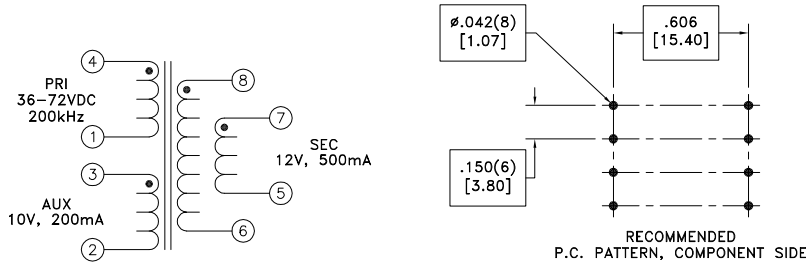 4
PRI
36-72VDC
200kHz
1
3
AUX
10V, 200mA
2
8
7
SEC
12V, 500mA
5
6
Ø.042(8)
[1.07]
.606
[15.40]
.150(6)
[3.80]
RECOMMENDED
P.C. PATTERN, COMPONENT SIDE